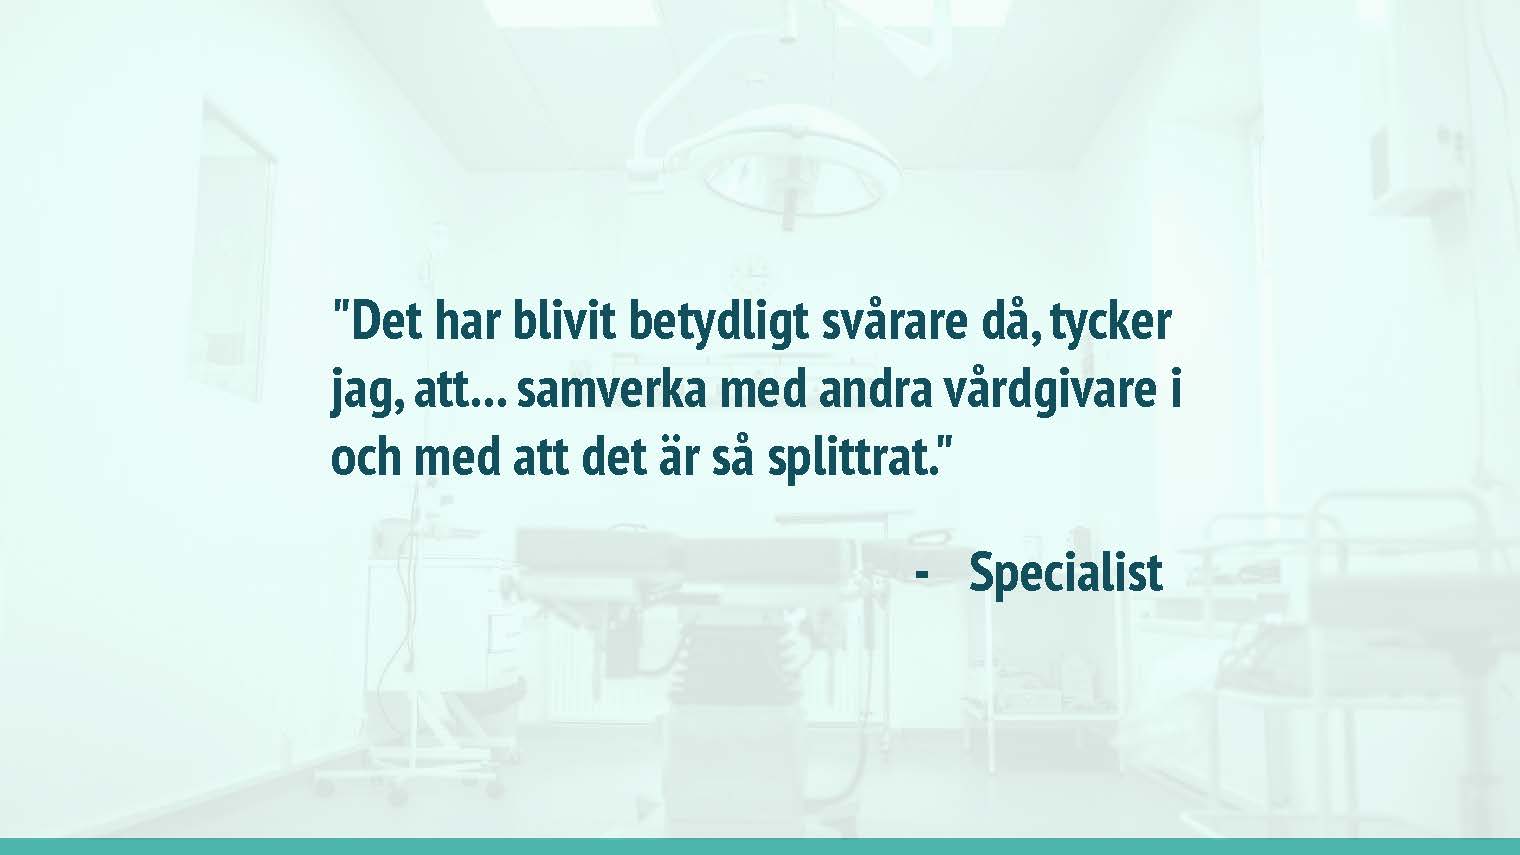 "Det har blivit betydligt svårare då, tycker
jag, att... samverka med andra vårdgivare i
och med att det är så splittrat."
- Specialist